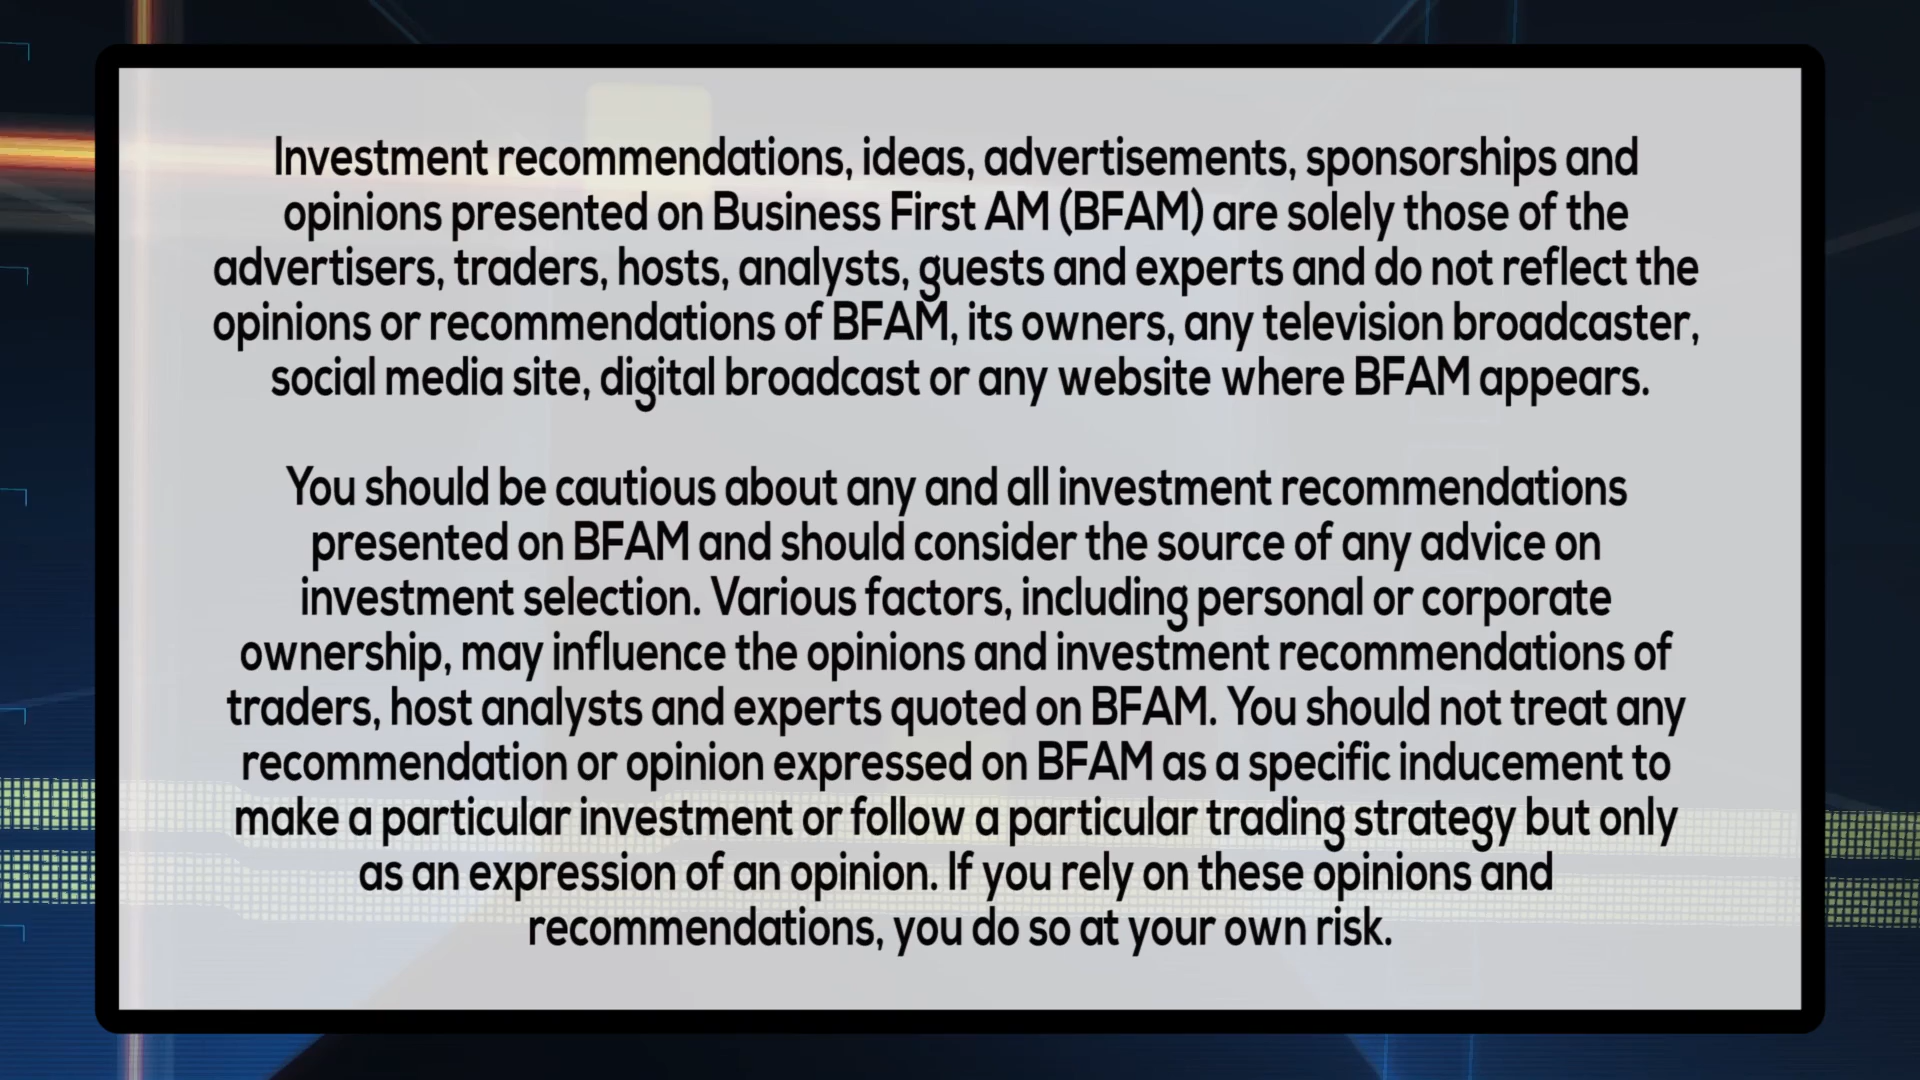 Investment recommendations, ideas, advertisements, sponsorships and
opinions presented on Business First AM (BFAM) are solely those of the
advertisers, traders, hosts, analysts, guests and experts and do not reflect the
opinions or recommendations of BFAM, its owners, any television broadcaster,
social media site, digital broadcast or any website where BFAM appears.
You should be cautious about any and all investment recommendations
presented on BFAM and should consider the source of any advice on
investment selection. Various factors, including personal or corporate
ownership, may influence the opinions and investment recommendations of
traders, host analysts and experts quoted on BFAM. You should not treat any
recommendation or opinion expressed on BFAM as a specific inducement to
make a particular investment or follow a particular trading strategy but only
as an expression of an opinion. If you rely on these opinions and
recommendations, you do so at your own risk.